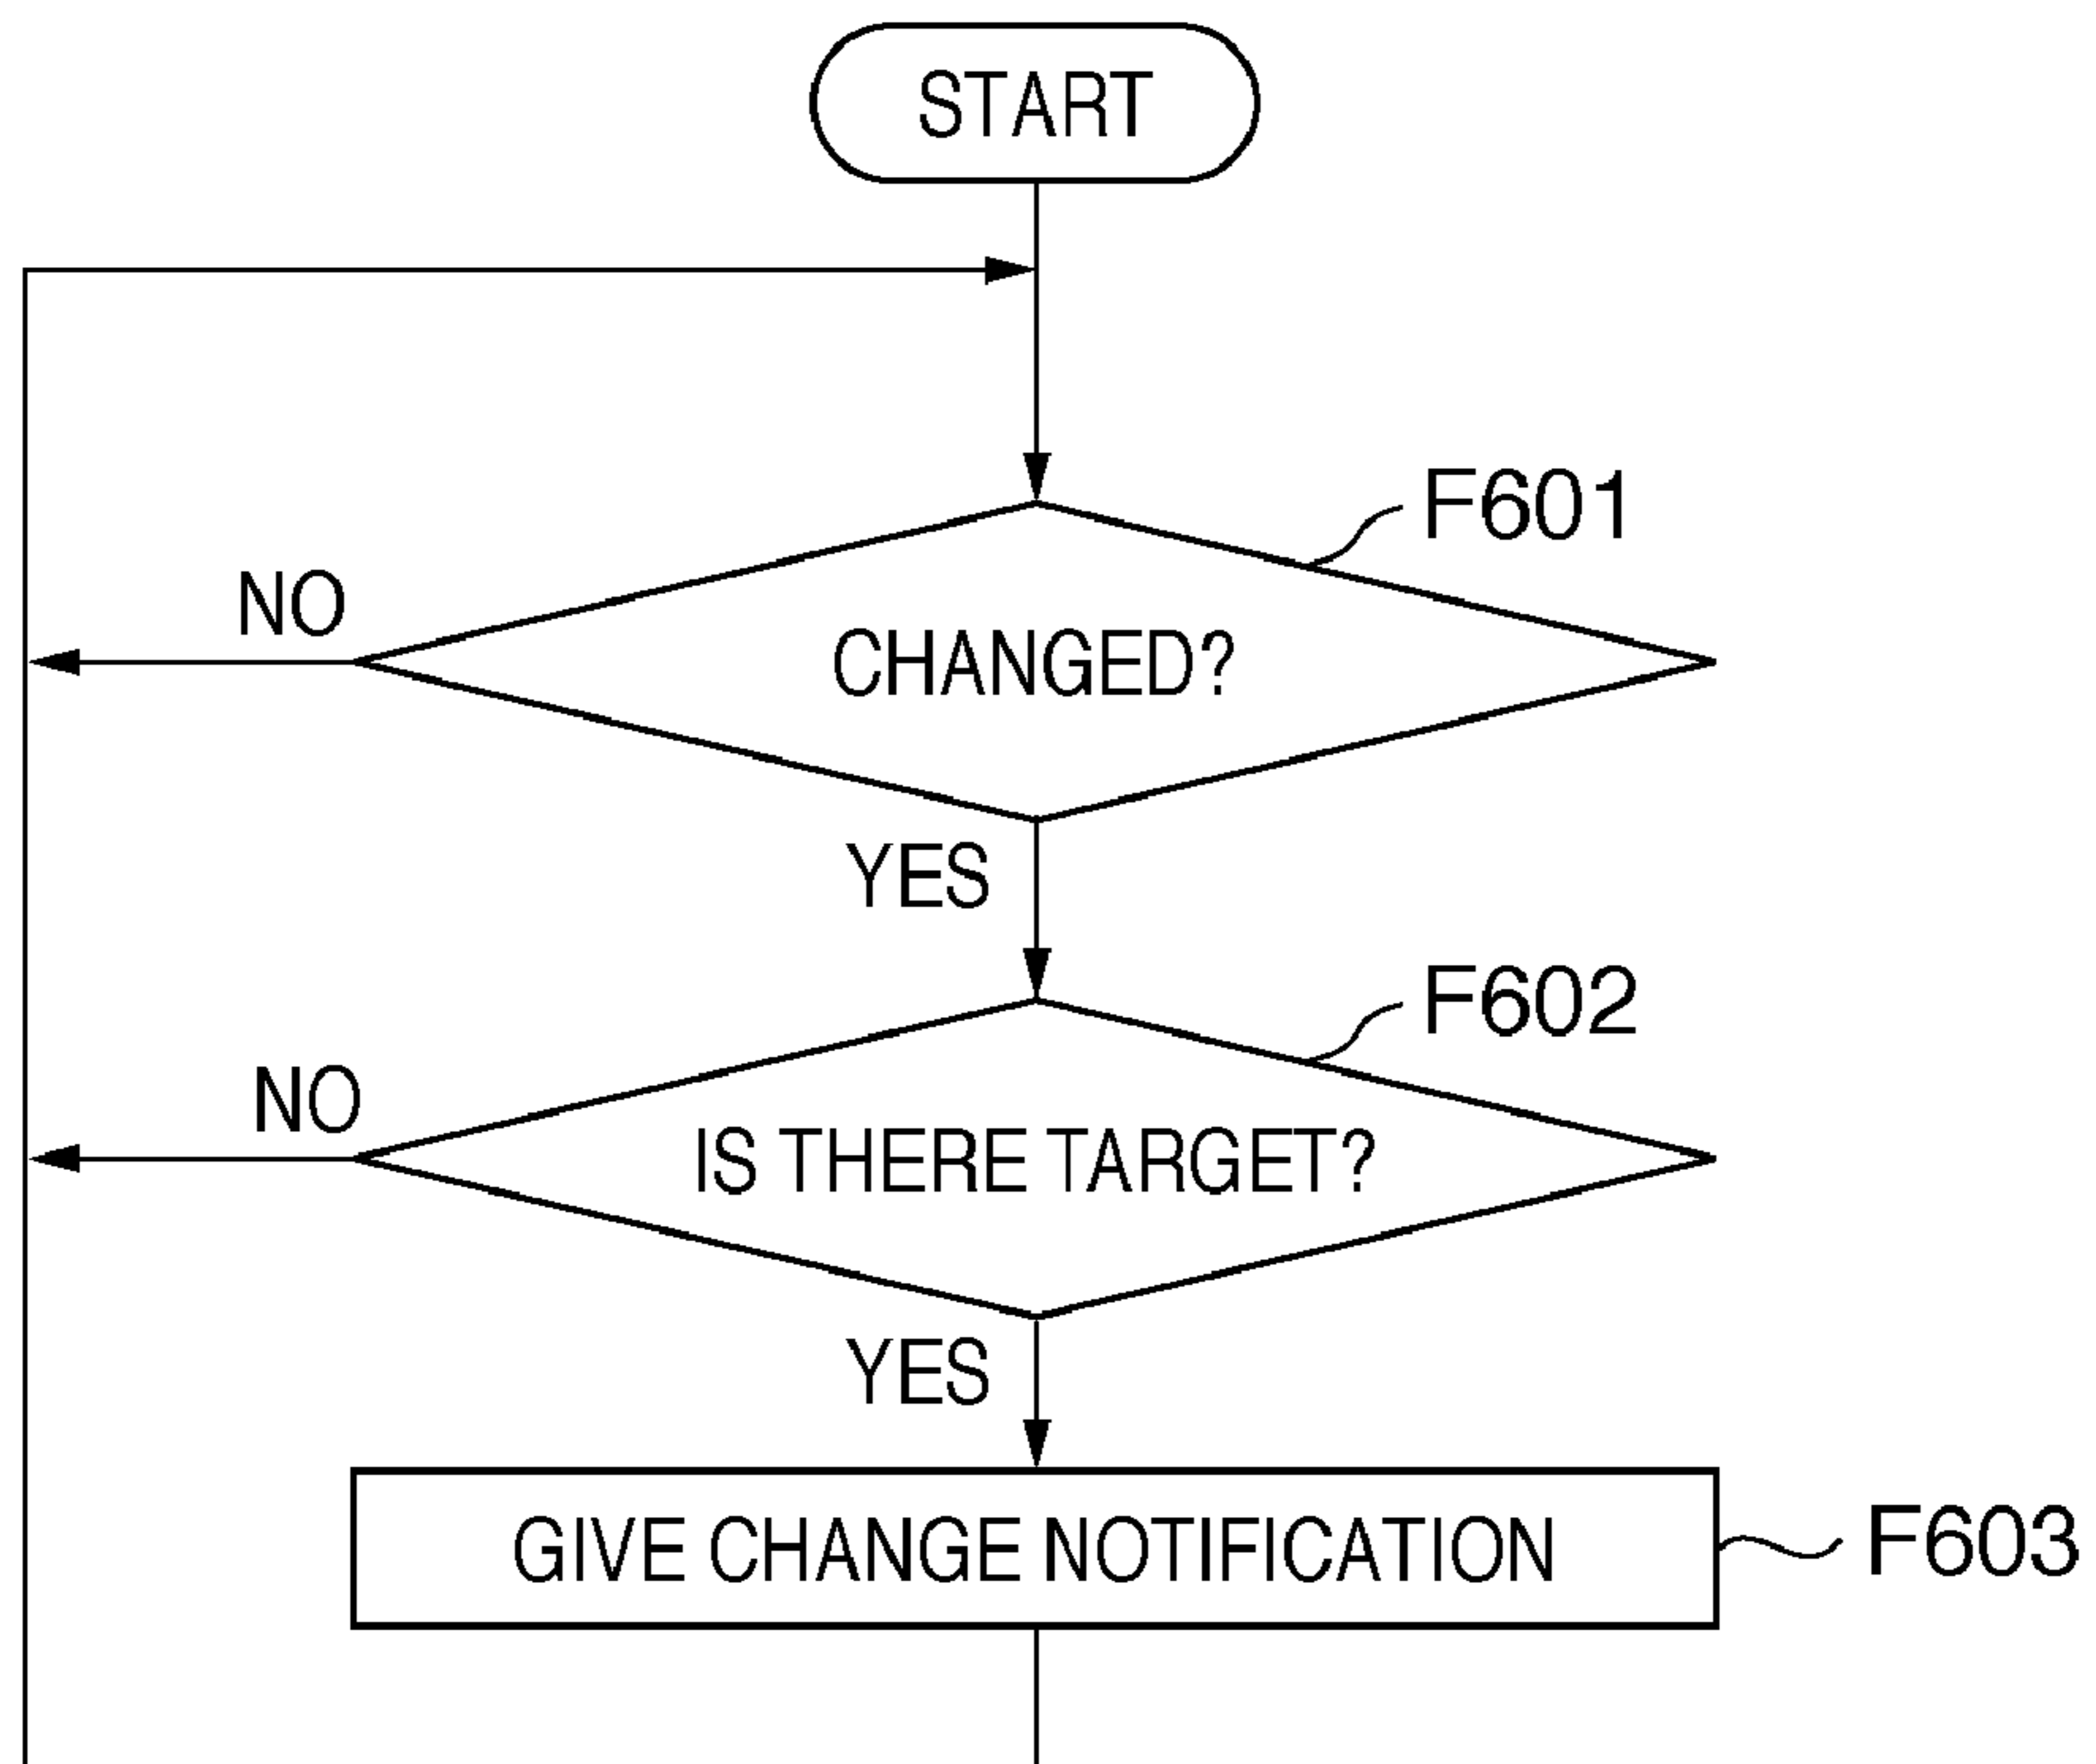 START
F601
NO
CHANGED?
YES
F602
NO
IS THERE TARGET?
YES
GIVE CHANGE NOTIFICATION
F603